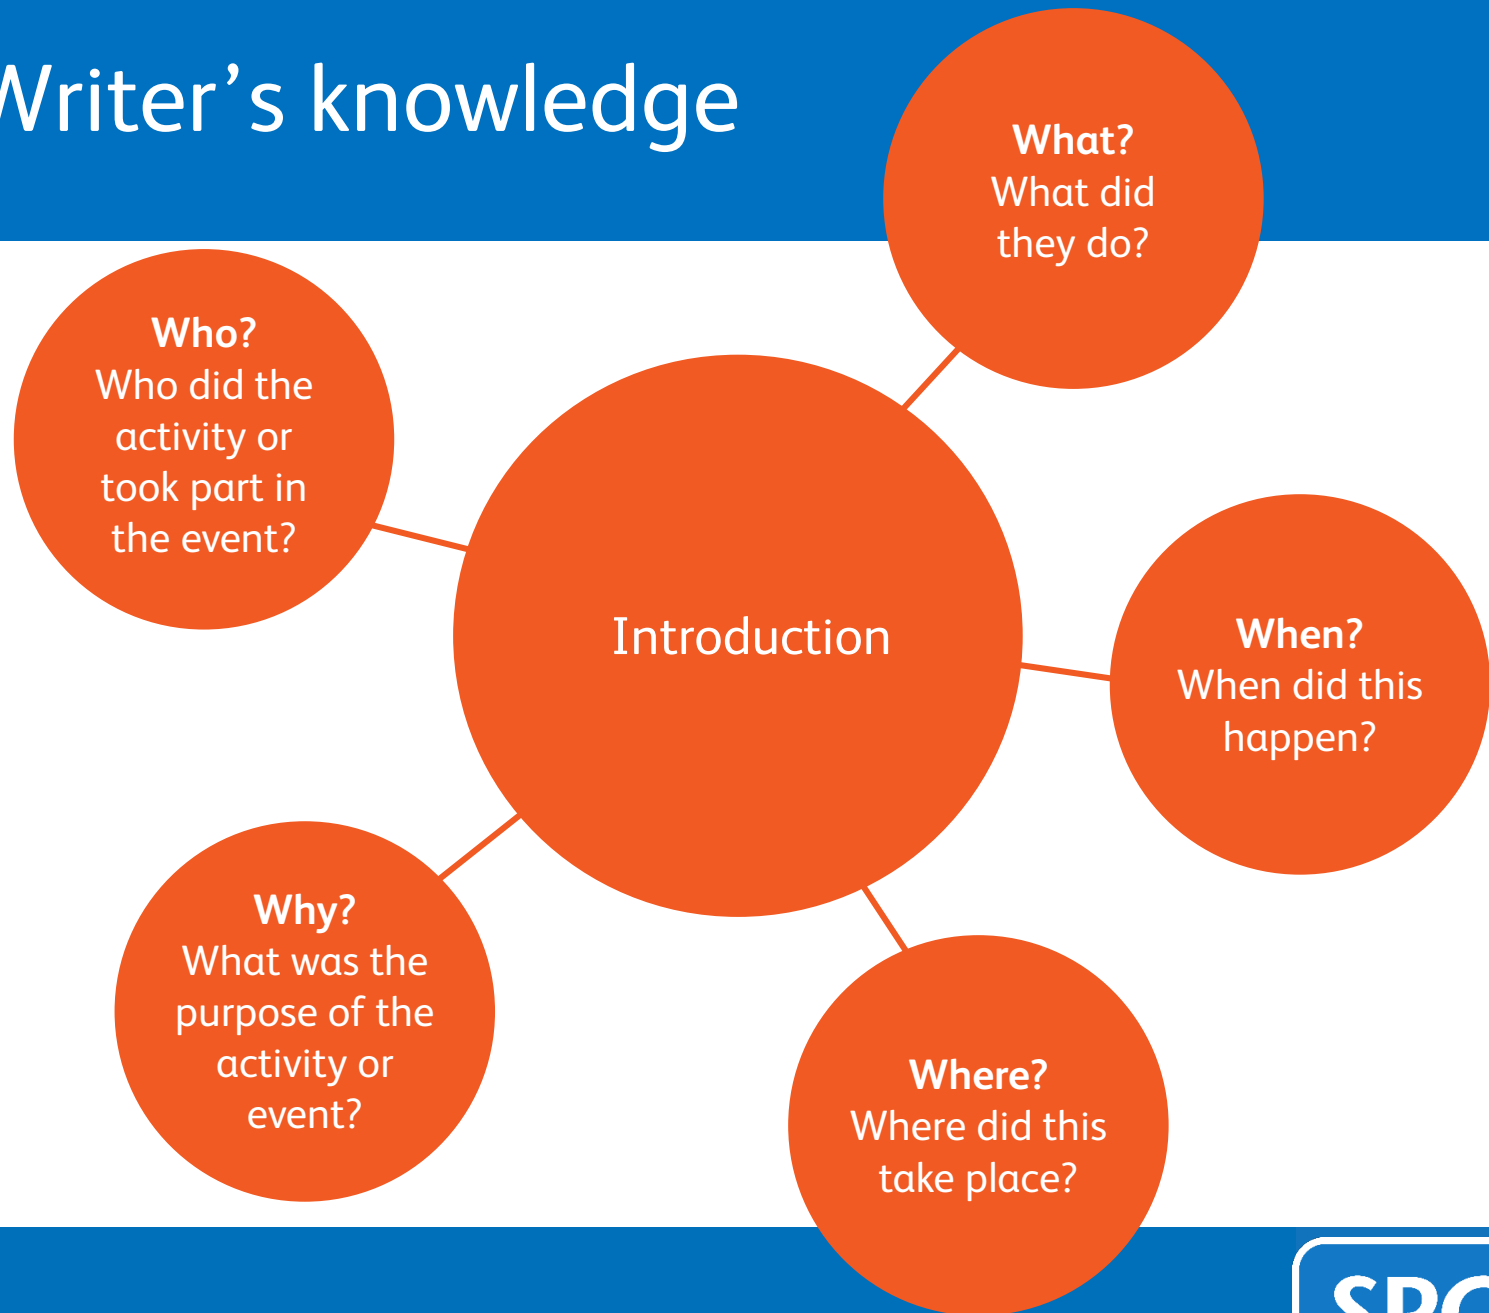 Writer’s knowledge
What?
What did
they do?
Who?
Who did the
activity or
took part in
the event?
Introduction
When?
When did this
happen?
Why?
What was the
purpose of the
activity or
event?
Where?
Where did this
take place?